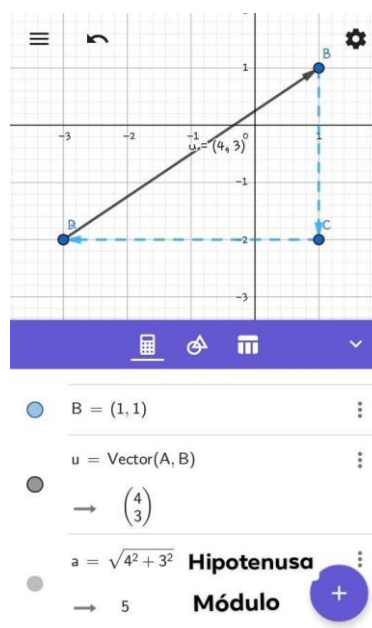 B
1
-3
-2
-1
0
1
u = (4, 3)
-1
D
C
-2
-3
B = (1, 1)
u = Vector(A, B)
→ (4 3)
a = √4² + 3² Hipotenusa
→ 5 Módulo
+